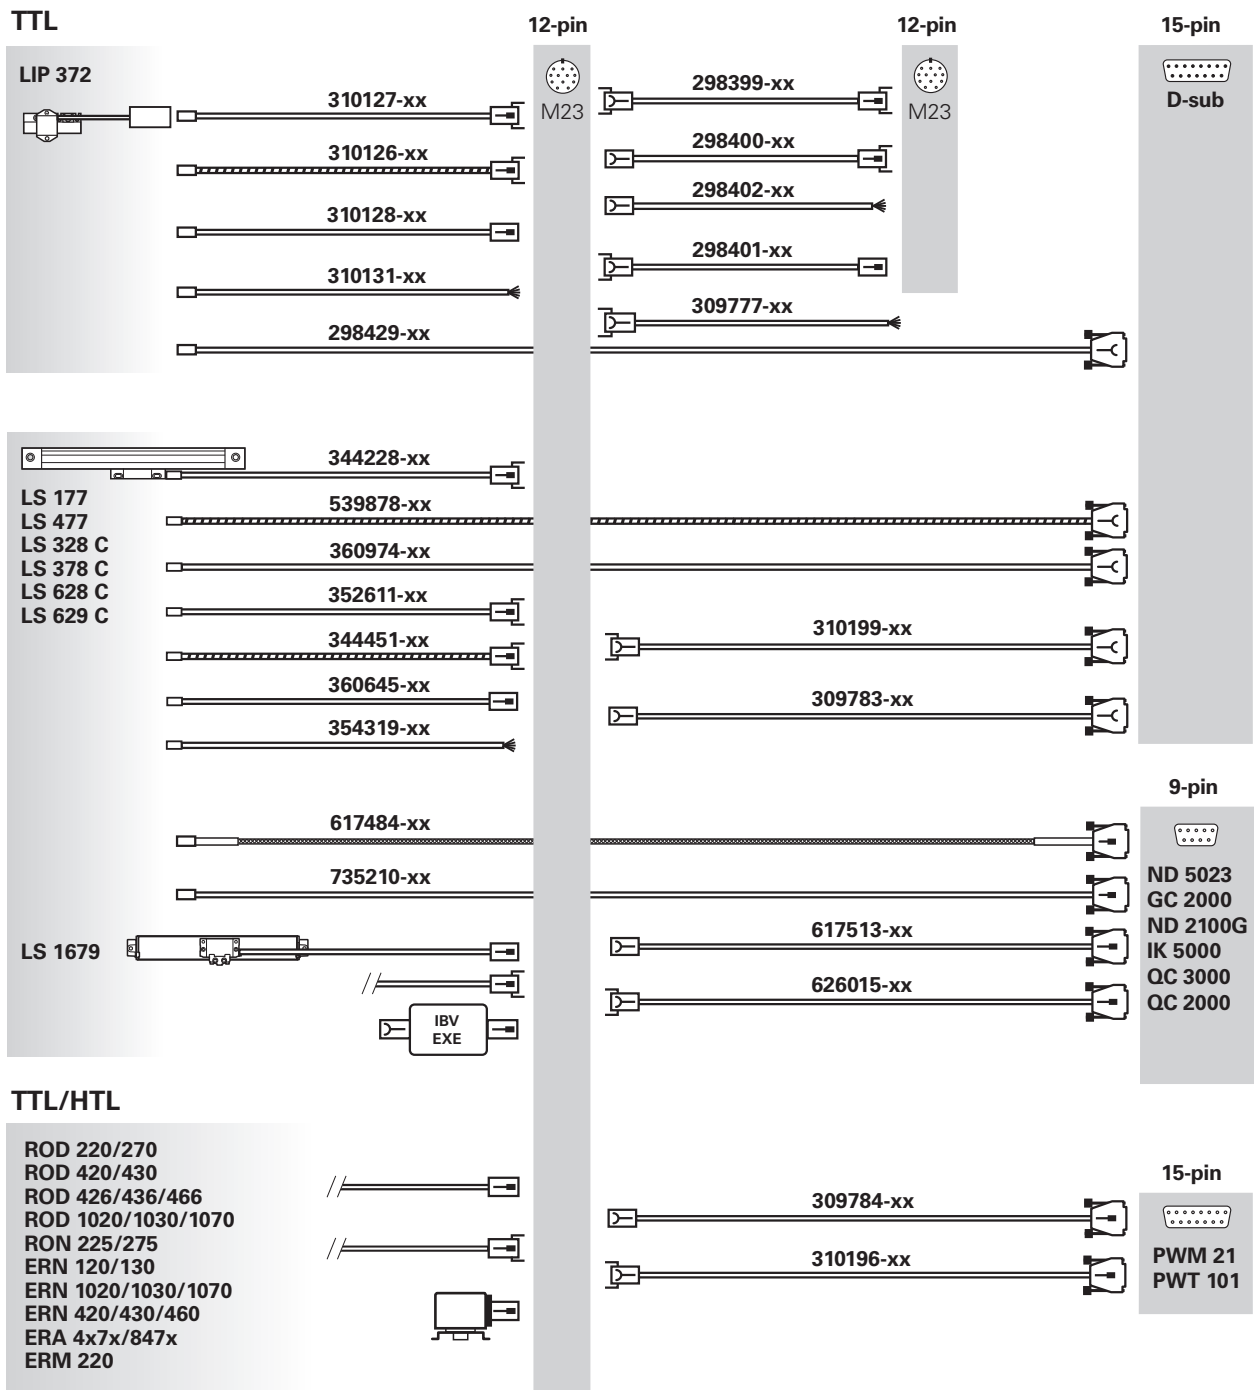 TTL
12-pin
12-pin
15-pin
LIP 372
M23
M23
D-sub
310127-xx
298399-xx
310126-xx
298400-xx
298402-xx
310128-xx
298401-xx
310131-xx
309777-xx
298429-xx
LS 177
LS 477
LS 328 C
LS 378 C
LS 628 C
LS 629 C
344228-xx
539878-xx
360974-xx
352611-xx
310199-xx
344451-xx
360645-xx
309783-xx
354319-xx
9-pin
617484-xx
735210-xx
ND 5023
GC 2000
ND 2100G
IK 5000
QC 3000
QC 2000
LS 1679
617513-xx
626015-xx
IBV
EXE
TTL/HTL
ROD 220/270
ROD 420/430
ROD 426/436/466
ROD 1020/1030/1070
RON 225/275
ERN 120/130
ERN 1020/1030/1070
ERN 420/430/460
ERA 4x7x/847x
ERM 220
15-pin
309784-xx
310196-xx
PWM 21
PWT 101